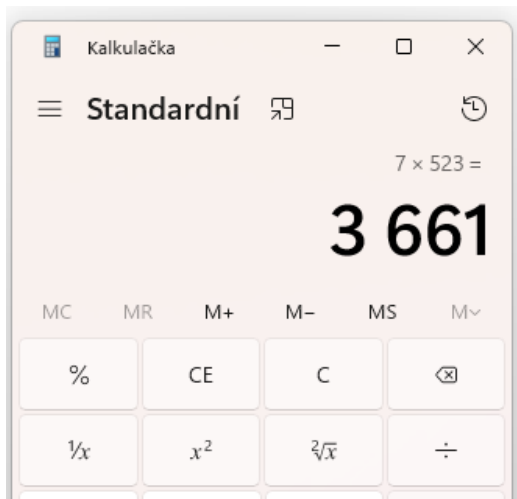 Kalkulačka
Standardní
7 × 523 =
3 661
MC MR M+ M− MS M
% CE C
¹/x x² ²√x ÷